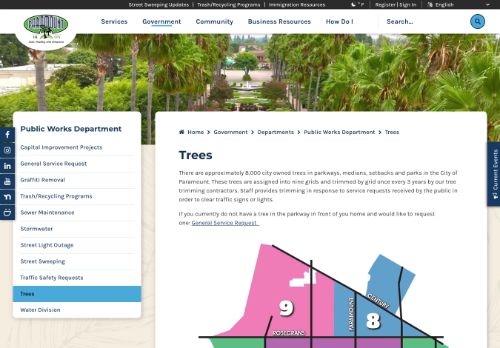 Street Sweeping Updates | Trash/Recycling Programs | Immigration Resources
° F
Register | Sign In
English
PARAMOUNT
Services
Government
Community
Business Resources
How Do I
Search...
Public Works Department
Capital Improvement Projects
General Service Request
Graffiti Removal
Trash/Recycling Programs
Sewer Maintenance
Stormwater
Street Light Outage
Street Sweeping
Traffic Safety Requests
Trees
Water Division
Home > Government > Departments > Public Works Department > Trees
Trees
There are approximately 8,000 city owned trees in parkways, medians, setbacks and parks in the City of
Paramount. These trees are assigned into nine grids and trimmed by grid once every 3 years by our tree
trimming contractors. Staff provides trimming in response to service requests received by the public in
order to clear traffic signs or lights.
If you currently do not have a tree in the parkway in front of you home and would like to request
one General Service Request.
Current Events
9
8
PARAMOUNT
CENTURY
ROSECRANS